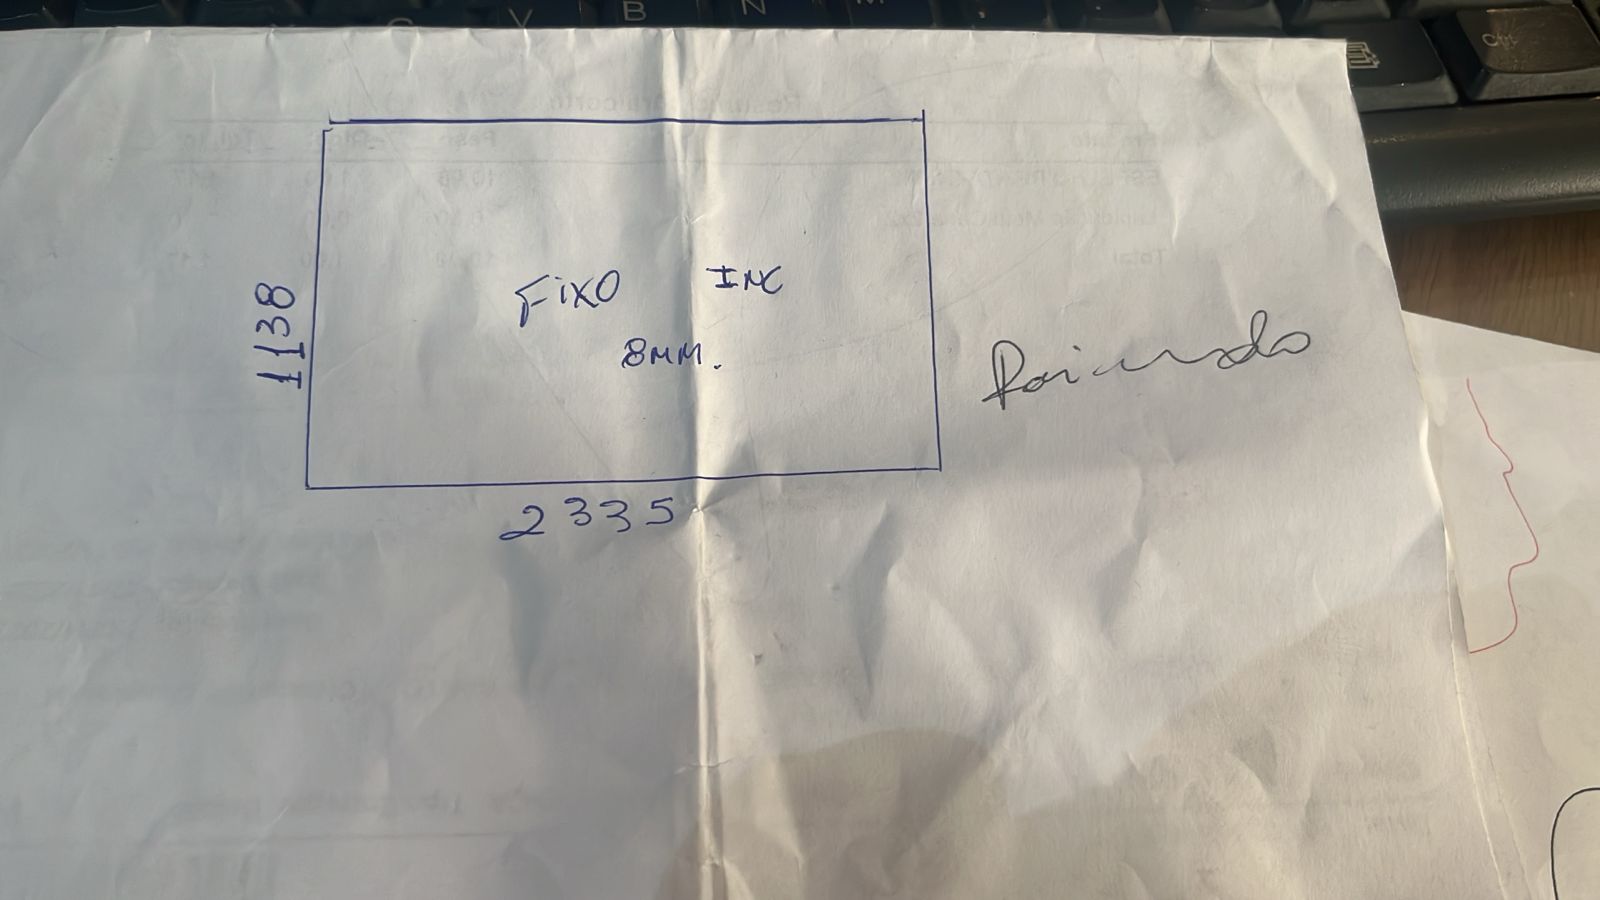 FixO INC
8MM.
1138
2335
Raimundo